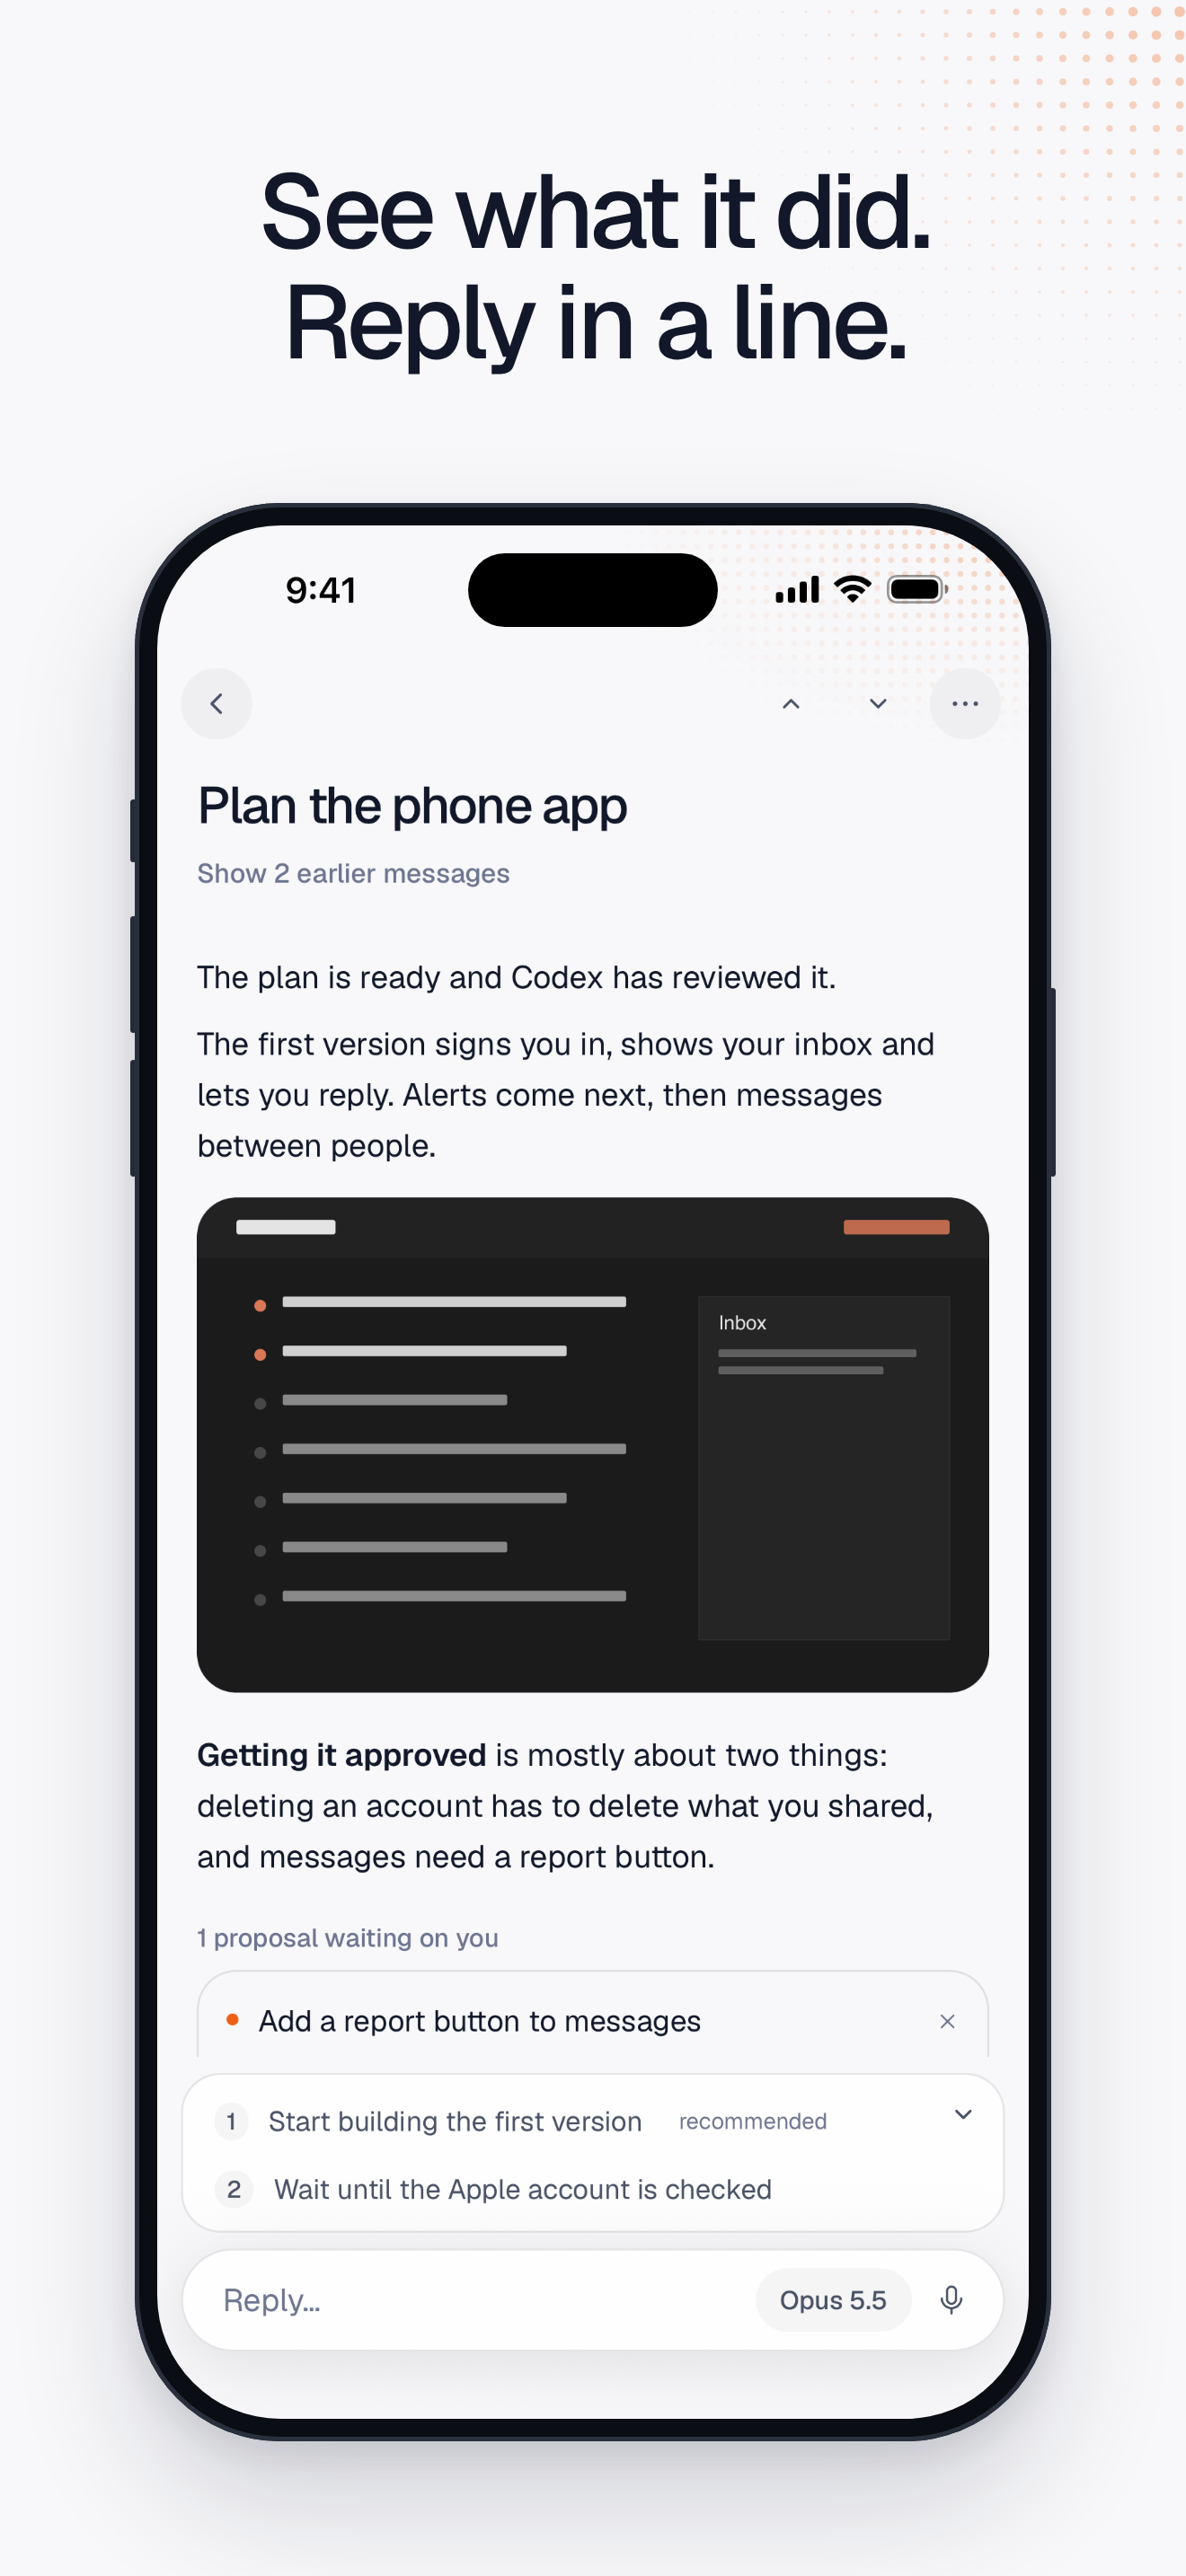 See what it did.
Reply in a line.
9:41
Plan the phone app
Show 2 earlier messages
The plan is ready and Codex has reviewed it.
The first version signs you in, shows your inbox and
lets you reply. Alerts come next, then messages
between people.
Inbox
Getting it approved is mostly about two things:
deleting an account has to delete what you shared,
and messages need a report button.
1 proposal waiting on you
Add a report button to messages
1 Start building the first version recommended
2 Wait until the Apple account is checked
Reply... Opus 5.5